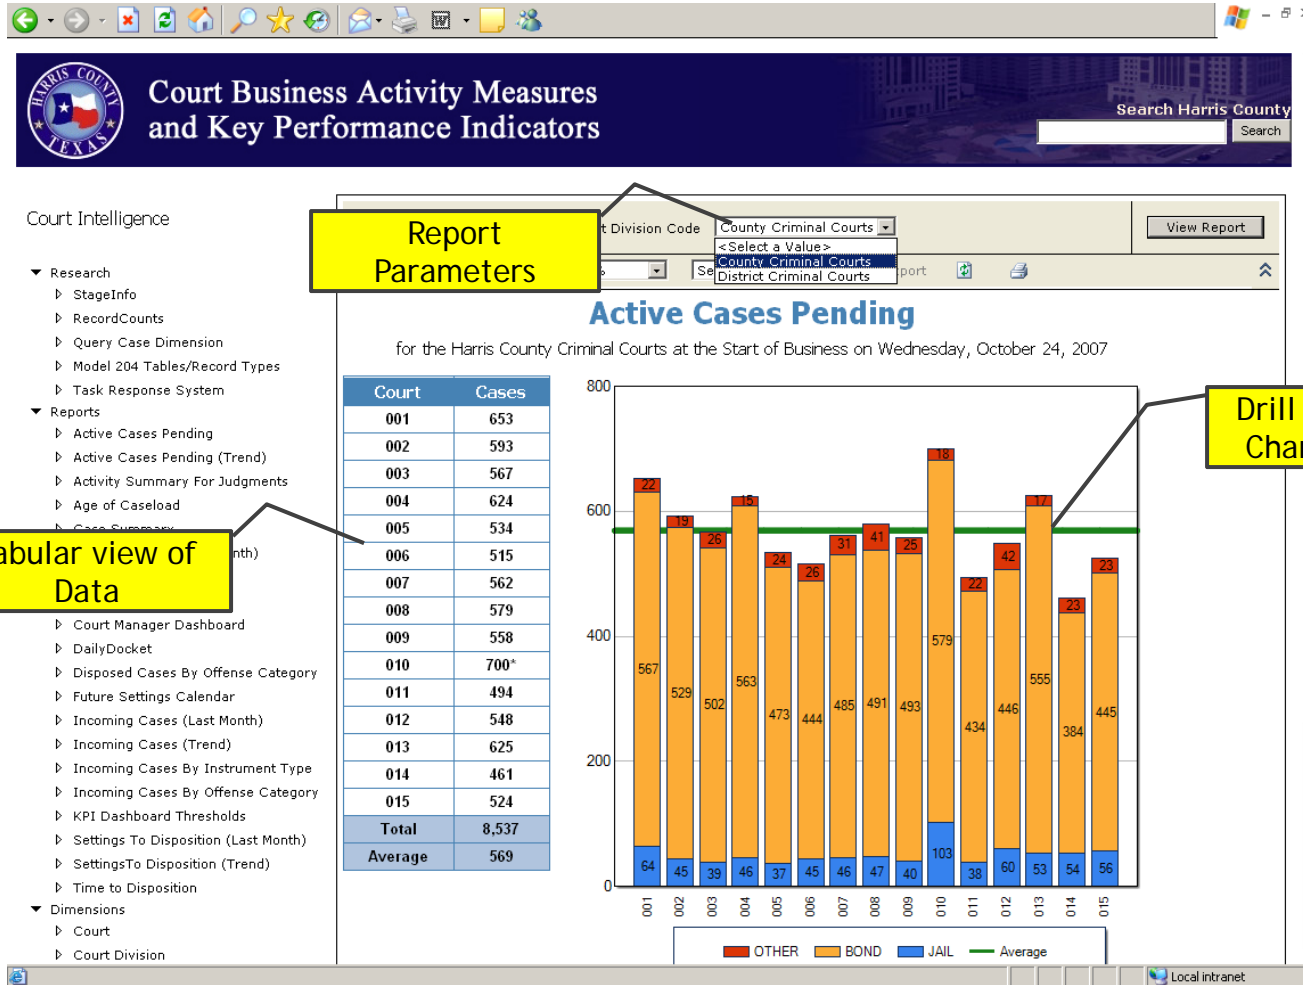 Court Business Activity Measures
and Key Performance Indicators
HARRIS COUNTY
TEXAS
Search Harris County
Search
Court Intelligence
Research
StageInfo
RecordCounts
Query Case Dimension
Model 204 Tables/Record Types
Task Response System
Reports
Active Cases Pending
Active Cases Pending (Trend)
Activity Summary For Judgments
Age of Caseload
Case Summary
nth)
abular view of
Data
Court Manager Dashboard
DailyDocket
Disposed Cases By Offense Category
Future Settings Calendar
Incoming Cases (Last Month)
Incoming Cases (Trend)
Incoming Cases By Instrument Type
Incoming Cases By Offense Category
KPI Dashboard Thresholds
Settings To Disposition (Last Month)
SettingsTo Disposition (Trend)
Time to Disposition
Dimensions
Court
Court Division
Report
Parameters
t Division Code County Criminal Courts
<Select a Value>
County Criminal Courts
District Criminal Courts
View Report
%
Se
port
Active Cases Pending
for the Harris County Criminal Courts at the Start of Business on Wednesday, October 24, 2007
Court Cases
001 653
002 593
003 567
004 624
005 534
006 515
007 562
008 579
009 558
010 700*
011 494
012 548
013 625
014 461
015 524
Total 8,537
Average 569
Drill
Char
800
600
400
200
0
22 19 26 15 24 26 31 41 25 18 22 42 17 23 23
567 529 502 563 473 444 485 491 493 579 434 446 555 384 445
64 45 39 46 37 45 46 47 40 103 38 60 53 54 56
001 002 003 004 005 006 007 008 009 010 011 012 013 014 015
OTHER BOND JAIL Average
Local intranet